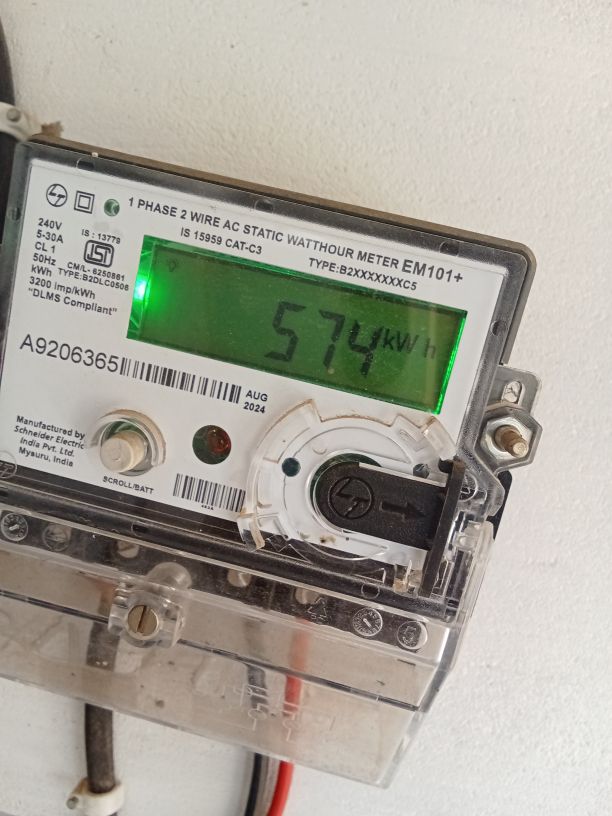 1 PHASE 2 WIRE AC STATIC WATTHOUR METER EM101+
IS 15959 CAT-C3
TYPE:B2XXXXXXXC5
240V
5-30A
CL 1
50Hz
kWh
3200 imp/kWh
"DLMS Compliant"
IS : 13779
CM/L- 6250861
TYPE:B2DLC0506
574 kWh
A9206365
AUG
2024
Manufactured by
Schneider Electric
India Pvt. Ltd.
Mysuru, India
SCROLL/BATT